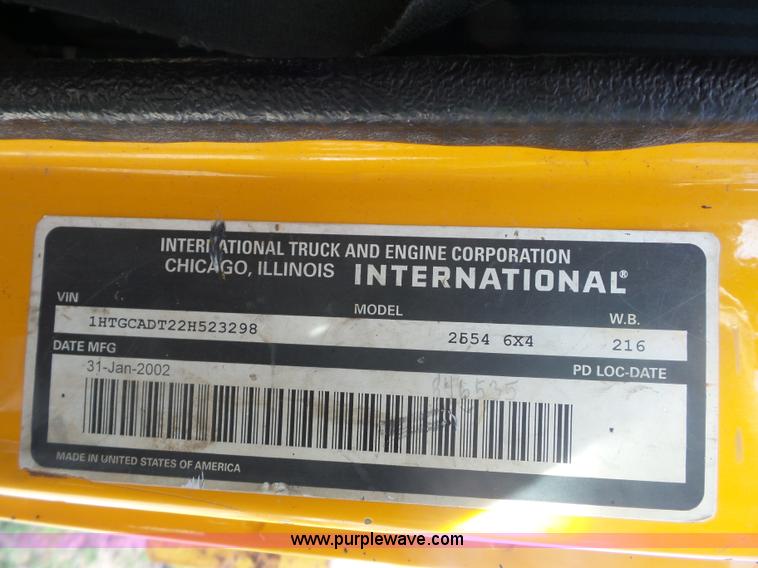 INTERNATIONAL TRUCK AND ENGINE CORPORATION
CHICAGO, ILLINOIS INTERNATIONAL®
VIN MODEL W.B.
1HTGCADT22H523298 2554 6X4 216
DATE MFG PD LOC-DATE
31-Jan-2002
846535
MADE IN UNITED STATES OF AMERICA
www.purplewave.com